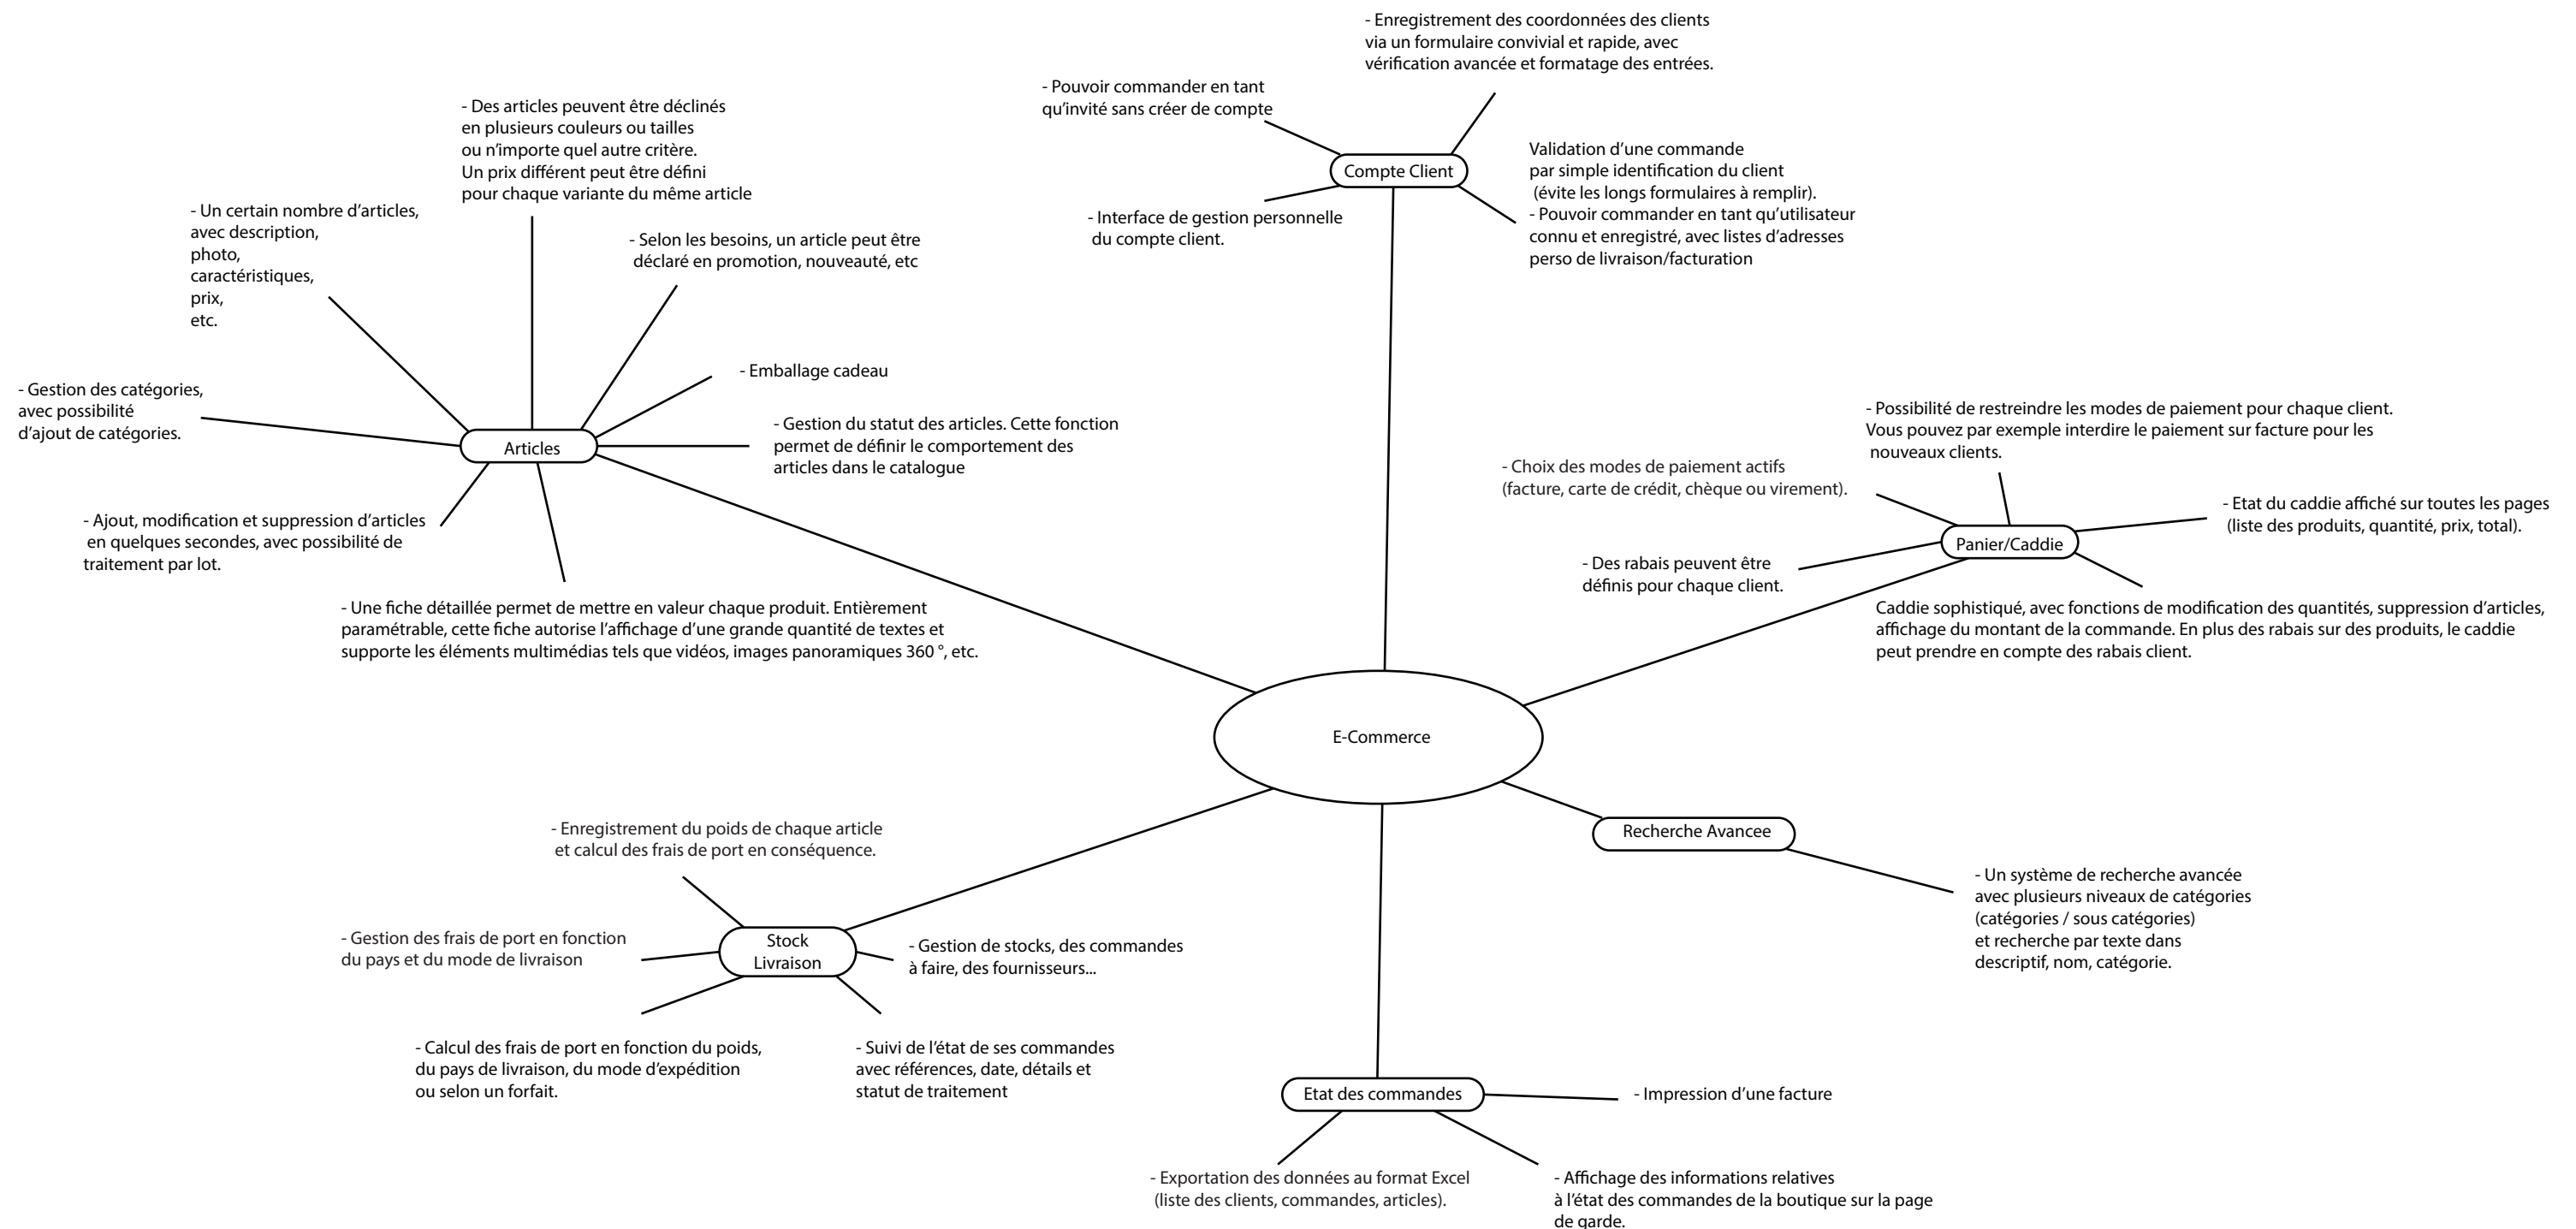 - Enregistrement des coordonnées des clients
via un formulaire convivial et rapide, avec
vérification avancée et formatage des entrées.
- Pouvoir commander en tant
qu’invité sans créer de compte
Compte Client
Validation d’une commande
par simple identification du client
(évite les longs formulaires à remplir).
- Pouvoir commander en tant qu’utilisateur
connu et enregistré, avec listes d’adresses
perso de livraison/facturation
- Interface de gestion personnelle
du compte client.
- Des articles peuvent être déclinés
en plusieurs couleurs ou tailles
ou n’importe quel autre critère.
Un prix différent peut être défini
pour chaque variante du même article
- Un certain nombre d’articles,
avec description,
photo,
caractéristiques,
prix,
etc.
- Selon les besoins, un article peut être
déclaré en promotion, nouveauté, etc
- Emballage cadeau
- Gestion des catégories,
avec possibilité
d’ajout de catégories.
Articles
- Gestion du statut des articles. Cette fonction
permet de définir le comportement des
articles dans le catalogue
- Ajout, modification et suppression d’articles
en quelques secondes, avec possibilité de
traitement par lot.
- Une fiche détaillée permet de mettre en valeur chaque produit. Entièrement
paramétrable, cette fiche autorise l’affichage d’une grande quantité de textes et
supporte les éléments multimédias tels que vidéos, images panoramiques 360 °, etc.
- Possibilité de restreindre les modes de paiement pour chaque client.
Vous pouvez par exemple interdire le paiement sur facture pour les
nouveaux clients.
- Choix des modes de paiement actifs
(facture, carte de crédit, chèque ou virement).
- Etat du caddie affiché sur toutes les pages
(liste des produits, quantité, prix, total).
Panier/Caddie
- Des rabais peuvent être
définis pour chaque client.
Caddie sophistiqué, avec fonctions de modification des quantités, suppression d’articles,
affichage du montant de la commande. En plus des rabais sur des produits, le caddie
peut prendre en compte des rabais client.
E-Commerce
Recherche Avancee
- Un système de recherche avancée
avec plusieurs niveaux de catégories
(catégories / sous catégories)
et recherche par texte dans
descriptif, nom, catégorie.
- Enregistrement du poids de chaque article
et calcul des frais de port en conséquence.
- Gestion des frais de port en fonction
du pays et du mode de livraison
Stock
Livraison
- Gestion de stocks, des commandes
à faire, des fournisseurs...
- Calcul des frais de port en fonction du poids,
du pays de livraison, du mode d’expédition
ou selon un forfait.
- Suivi de l’état de ses commandes
avec références, date, détails et
statut de traitement
Etat des commandes
- Impression d’une facture
- Exportation des données au format Excel
(liste des clients, commandes, articles).
- Affichage des informations relatives
à l’état des commandes de la boutique sur la page
de garde.